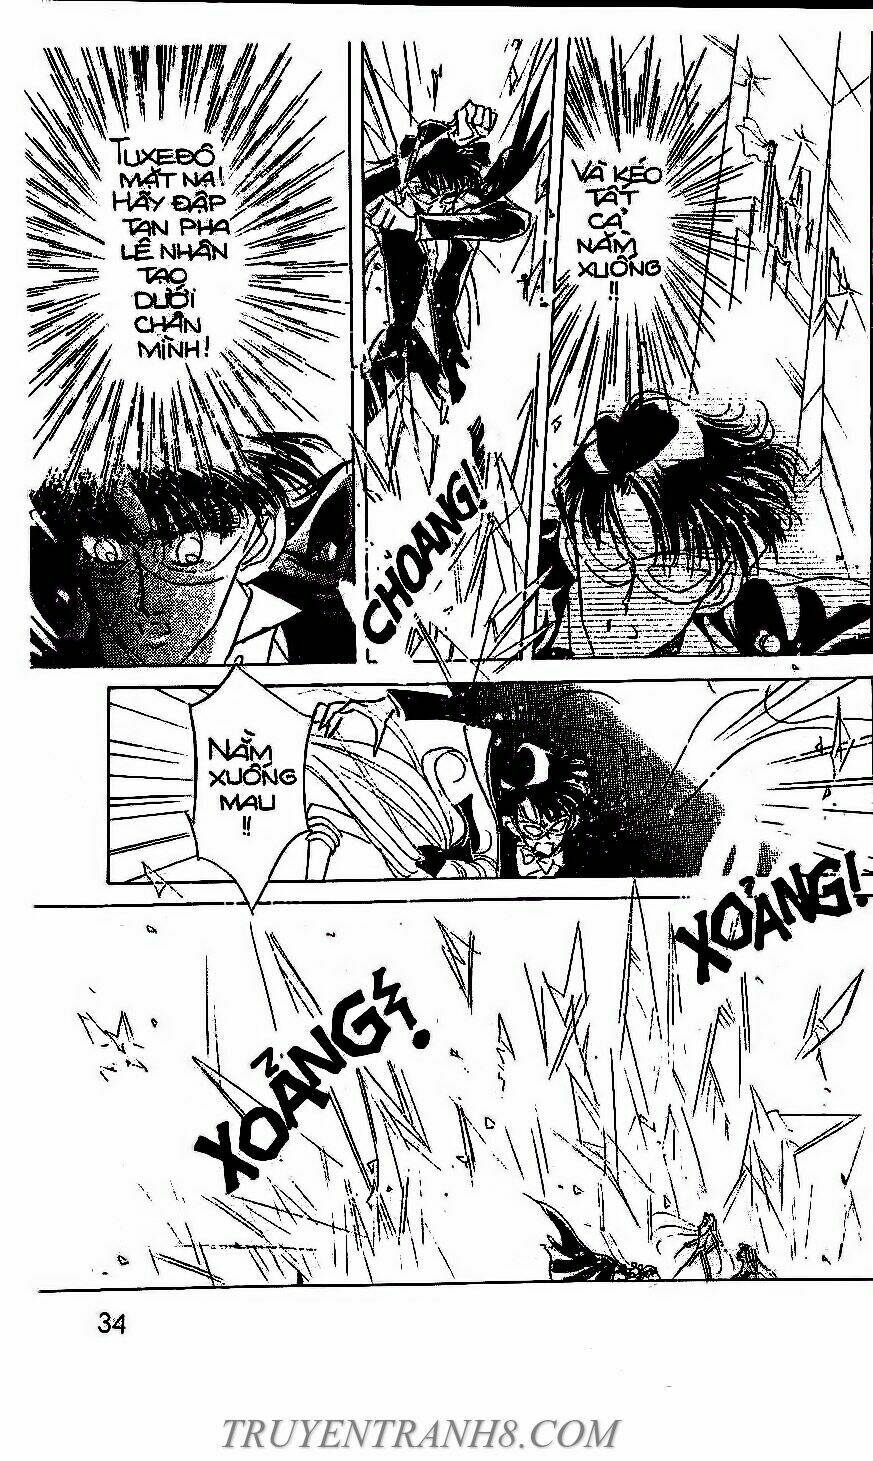 TUXEĐÔ
MẶT NẠ!
HÃY ĐẬP
TAN PHA
LÊ NHÂN
TẠO
DƯỚI
CHÂN
MÌNH!
CHOANG!
VÀ KÉO
TẤT
CẢ
NẰM
XUỐNG
!!
NẰM
XUỐNG
MAU
!!
XOẢNG!
XOẢNG!
34
TRUYENTRANH8.COM